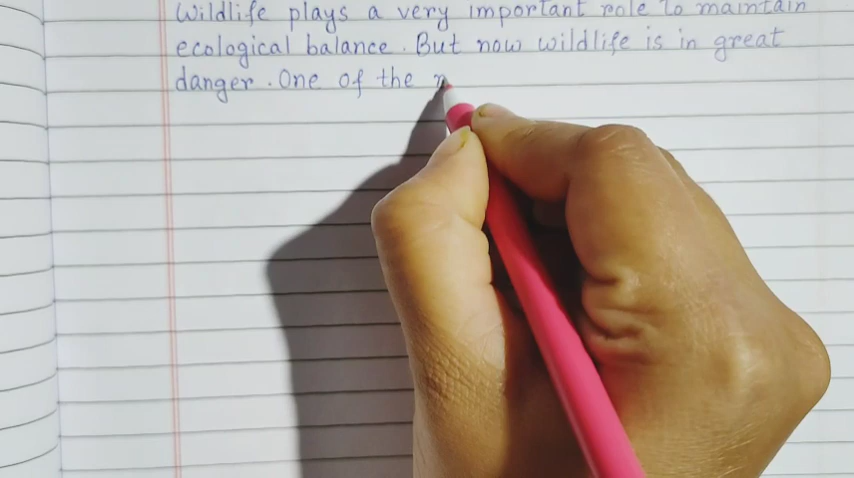 Wildlife plays a very important role to maintain
ecological balance. But now wildlife is in great
danger. One of the